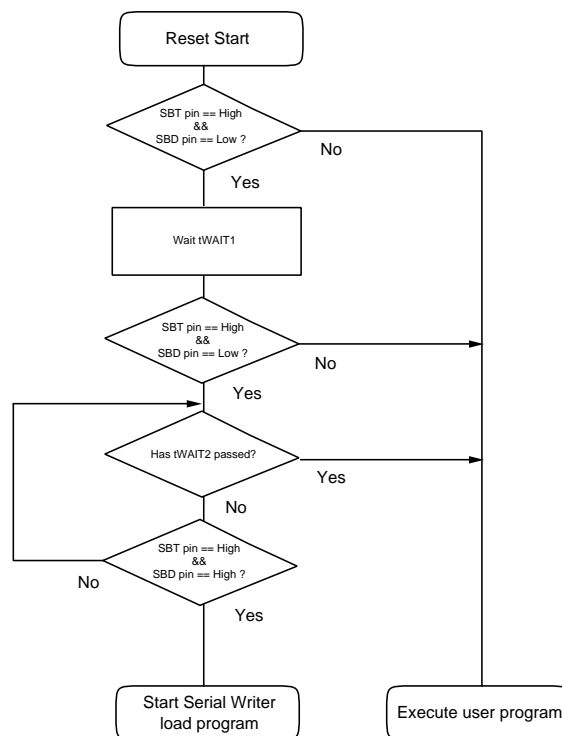 Reset Start
SBT pin == High
&&
SBD pin == Low ?
No
Yes
Wait tWAIT1
SBT pin == High
&&
SBD pin == Low ?
No
Yes
Has tWAIT2 passed?
Yes
No
SBT pin == High
&&
SBD pin == High ?
No
Yes
Start Serial Writer
load program
Execute user program